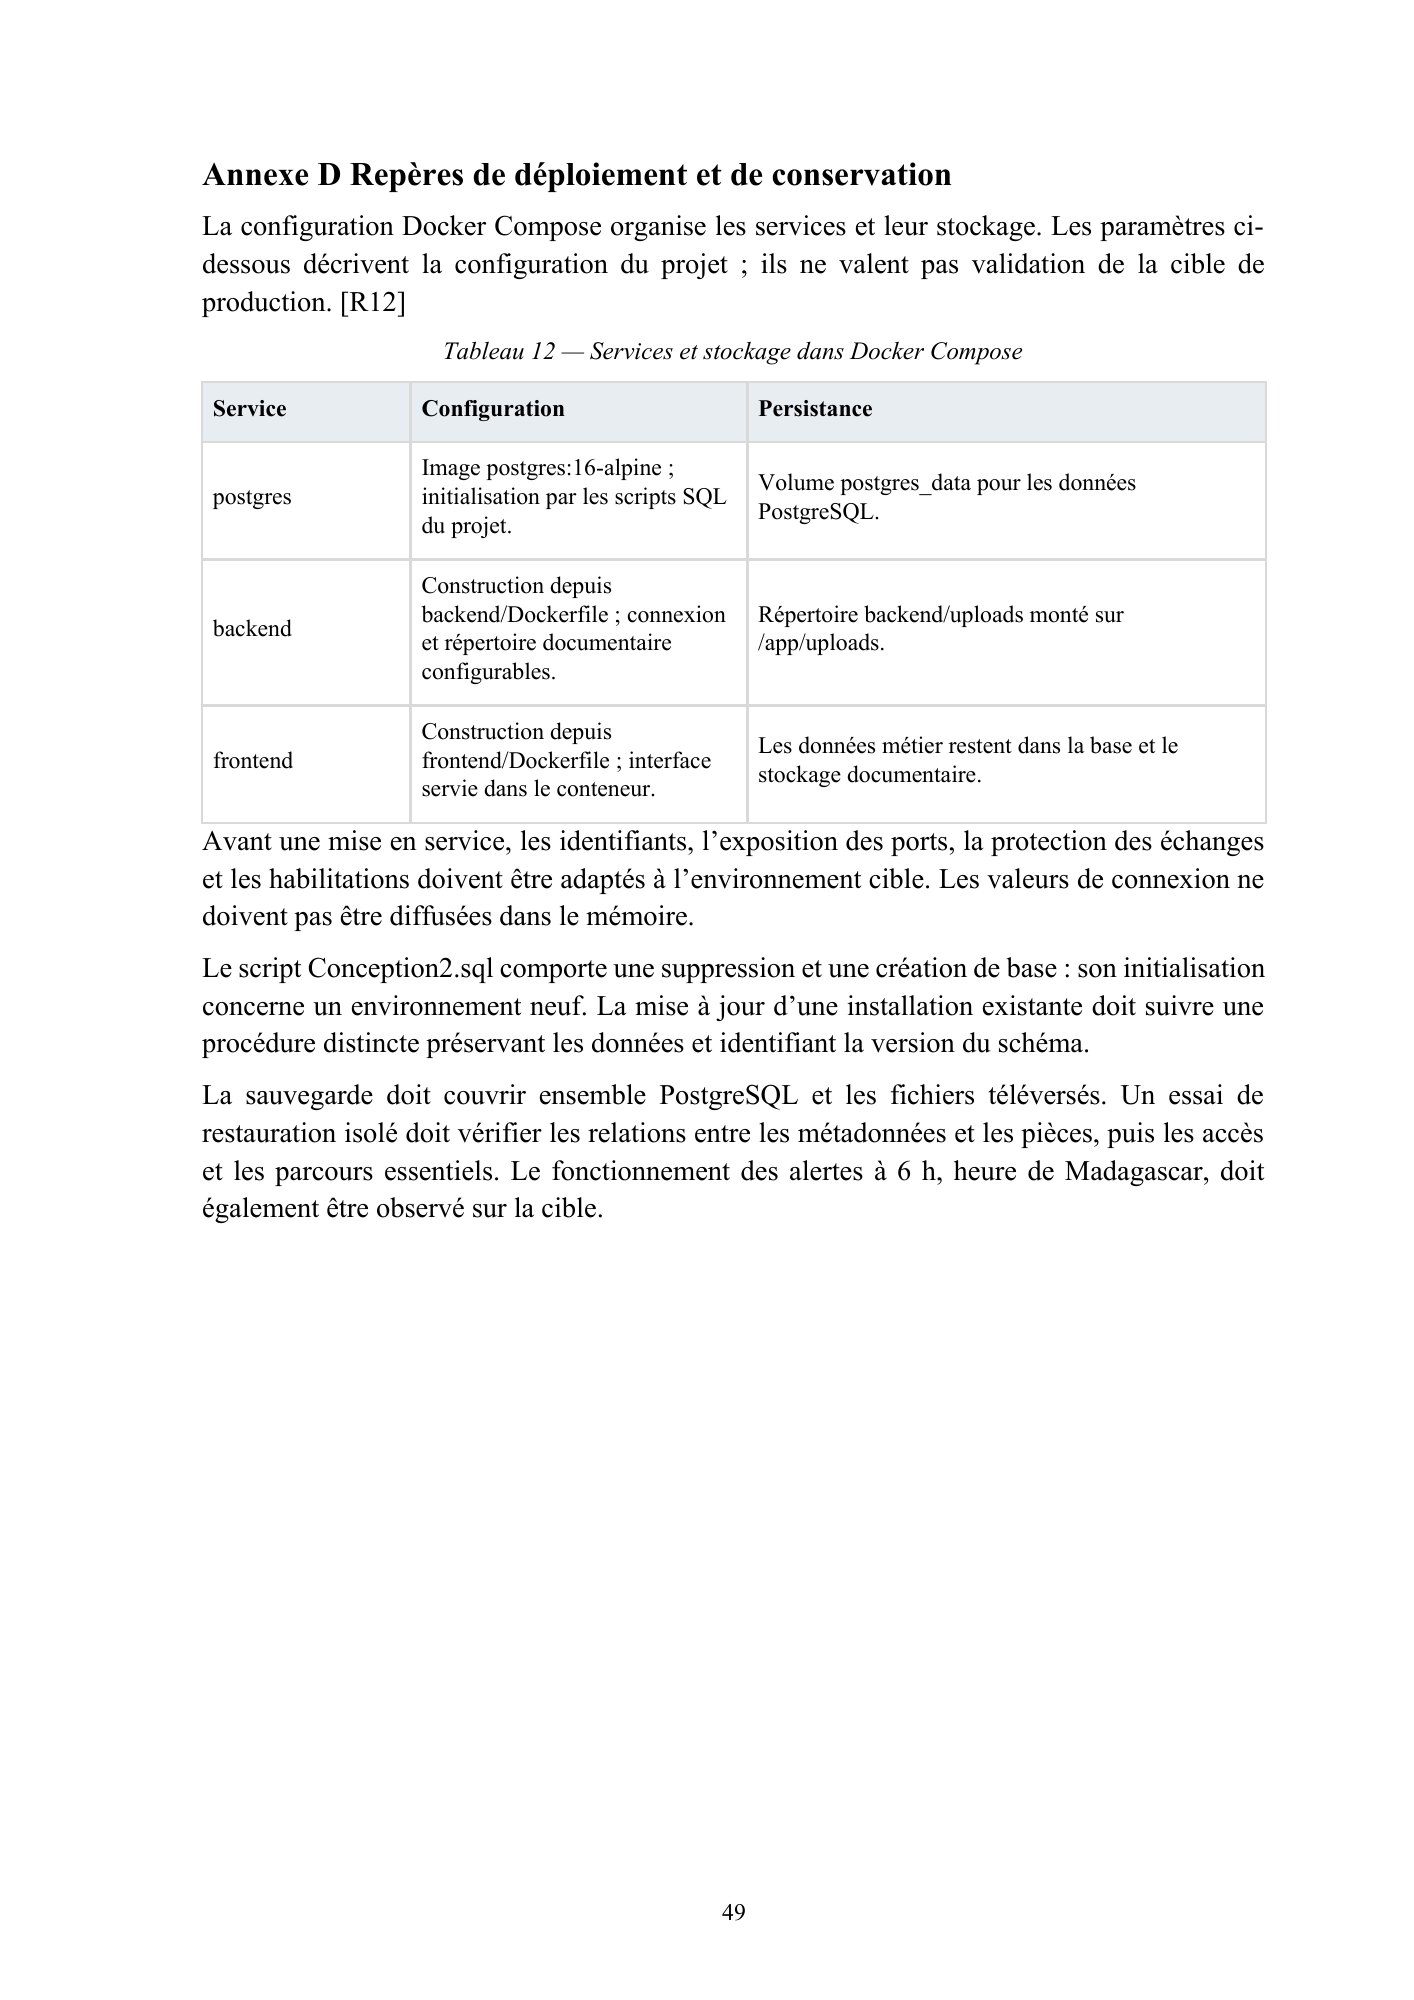 Annexe D Repères de déploiement et de conservation
La configuration Docker Compose organise les services et leur stockage. Les paramètres ci-
dessous décrivent la configuration du projet ; ils ne valent pas validation de la cible de
production. [R12]
Tableau 12 — Services et stockage dans Docker Compose
Service Configuration Persistance
postgres
Image postgres:16-alpine ;
initialisation par les scripts SQL
du projet.
Volume postgres_data pour les données
PostgreSQL.
backend
Construction depuis
backend/Dockerfile ; connexion
et répertoire documentaire
configurables.
Répertoire backend/uploads monté sur
/app/uploads.
frontend
Construction depuis
frontend/Dockerfile ; interface
servie dans le conteneur.
Les données métier restent dans la base et le
stockage documentaire.
Avant une mise en service, les identifiants, l’exposition des ports, la protection des échanges
et les habilitations doivent être adaptés à l’environnement cible. Les valeurs de connexion ne
doivent pas être diffusées dans le mémoire.
Le script Conception2.sql comporte une suppression et une création de base : son initialisation
concerne un environnement neuf. La mise à jour d’une installation existante doit suivre une
procédure distincte préservant les données et identifiant la version du schéma.
La sauvegarde doit couvrir ensemble PostgreSQL et les fichiers téléversés. Un essai de
restauration isolé doit vérifier les relations entre les métadonnées et les pièces, puis les accès
et les parcours essentiels. Le fonctionnement des alertes à 6 h, heure de Madagascar, doit
également être observé sur la cible.
49